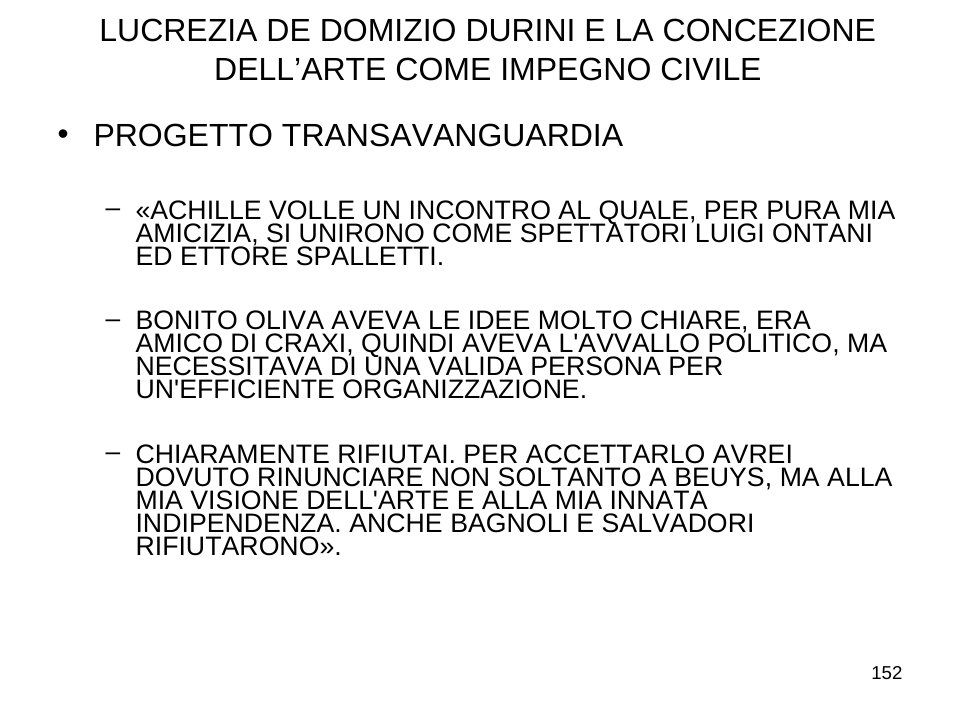 LUCREZIA DE DOMIZIO DURINI E LA CONCEZIONE
DELL’ARTE COME IMPEGNO CIVILE
• PROGETTO TRANSAVANGUARDIA
– «ACHILLE VOLLE UN INCONTRO AL QUALE, PER PURA MIA
AMICIZIA, SI UNIRONO COME SPETTATORI LUIGI ONTANI
ED ETTORE SPALLETTI.
– BONITO OLIVA AVEVA LE IDEE MOLTO CHIARE, ERA
AMICO DI CRAXI, QUINDI AVEVA L'AVVALLO POLITICO, MA
NECESSITAVA DI UNA VALIDA PERSONA PER
UN'EFFICIENTE ORGANIZZAZIONE.
– CHIARAMENTE RIFIUTAI. PER ACCETTARLO AVREI
DOVUTO RINUNCIARE NON SOLTANTO A BEUYS, MA ALLA
MIA VISIONE DELL'ARTE E ALLA MIA INNATA
INDIPENDENZA. ANCHE BAGNOLI E SALVADORI
RIFIUTARONO».
152